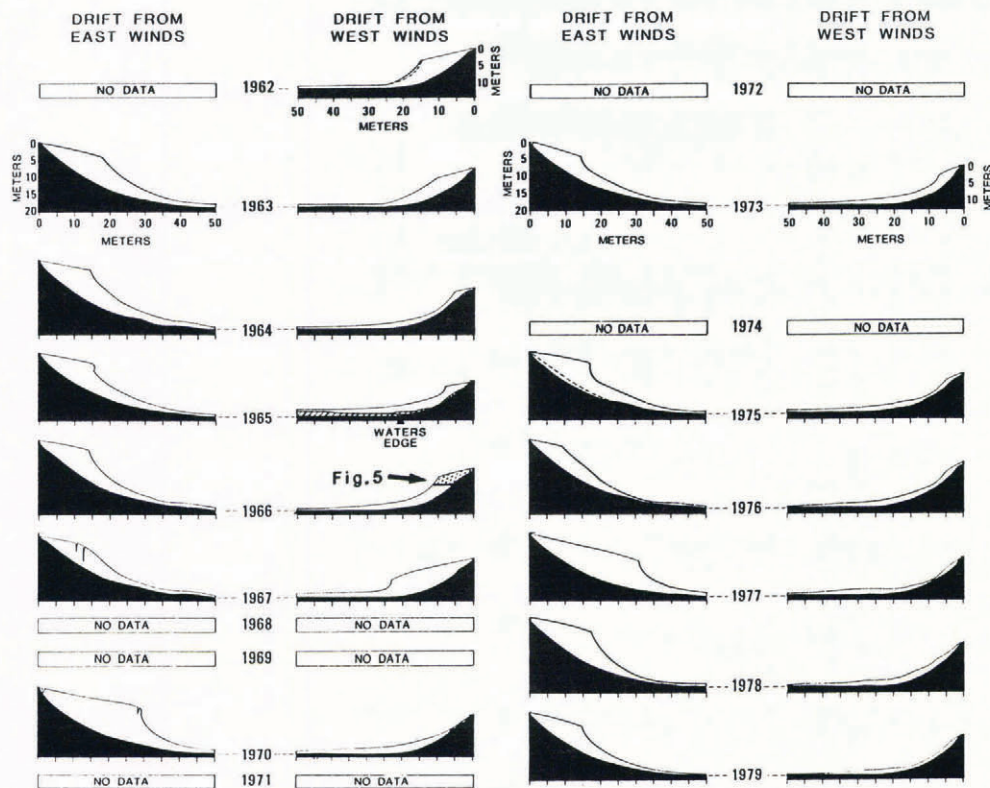 DRIFT FROM
EAST WINDS
DRIFT FROM
WEST WINDS
NO DATA
1962
0
5
10
METERS
50 40 30 20 10 0
METERS
0
5
10
15
20
METERS
0 10 20 30 40 50
METERS
1963
1964
1965
WATERS
EDGE
Fig.5
1966
1967
NO DATA 1968 NO DATA
NO DATA 1969 NO DATA
1970
NO DATA 1971 NO DATA
DRIFT FROM
EAST WINDS
DRIFT FROM
WEST WINDS
NO DATA 1972 NO DATA
0
5
10
15
20
METERS
0 10 20 30 40 50
METERS
1973
0
5
10
METERS
50 40 30 20 10 0
METERS
1974
NO DATA NO DATA
1975
1976
1977
1978
1979